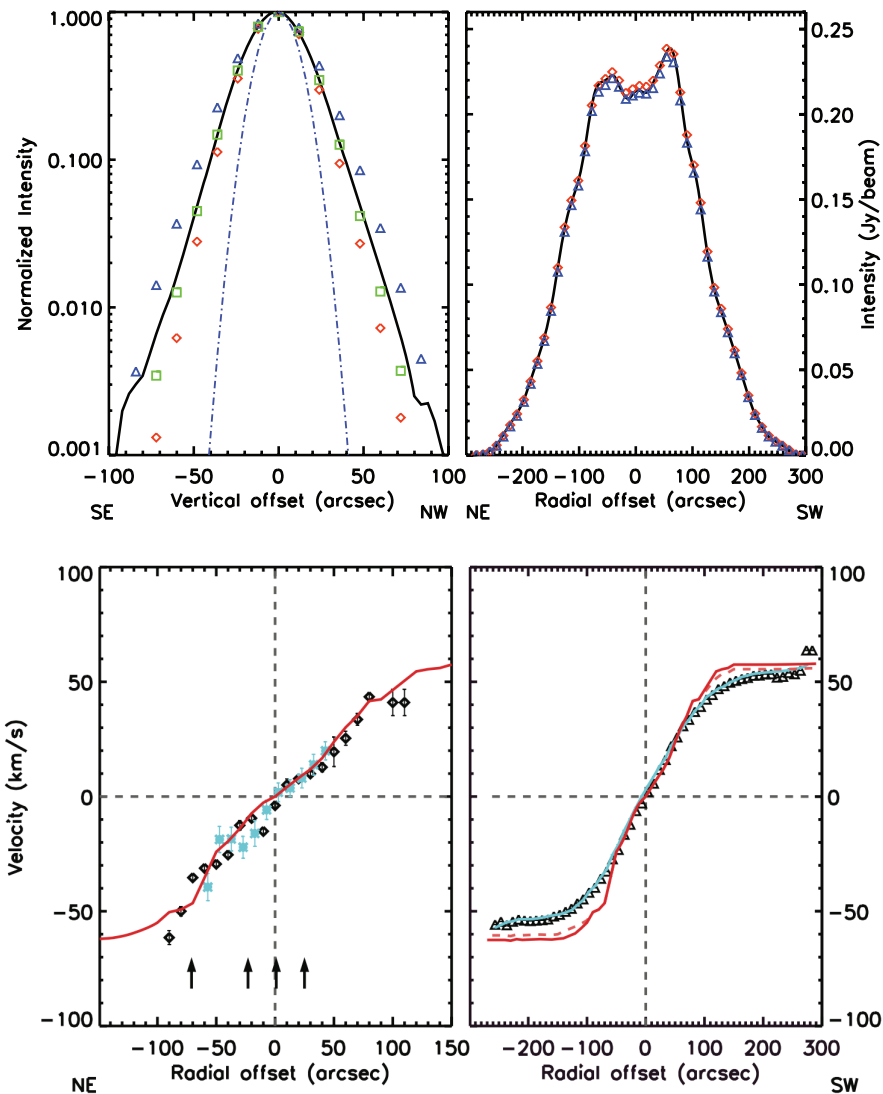 1.000
0.100
0.010
0.001
Normalized Intensity
−100 −50 0 50 100
Vertical offset (arcsec)
SE NW
0.25
0.20
0.15
0.10
0.05
0.00
Intensity (Jy/beam)
−200 −100 0 100 200 300
Radial offset (arcsec)
NE SW
100
50
0
−50
−100
Velocity (km/s)
−100 −50 0 50 100 150
Radial offset (arcsec)
NE
100
50
0
−50
−100
−200 −100 0 100 200 300
Radial offset (arcsec)
SW